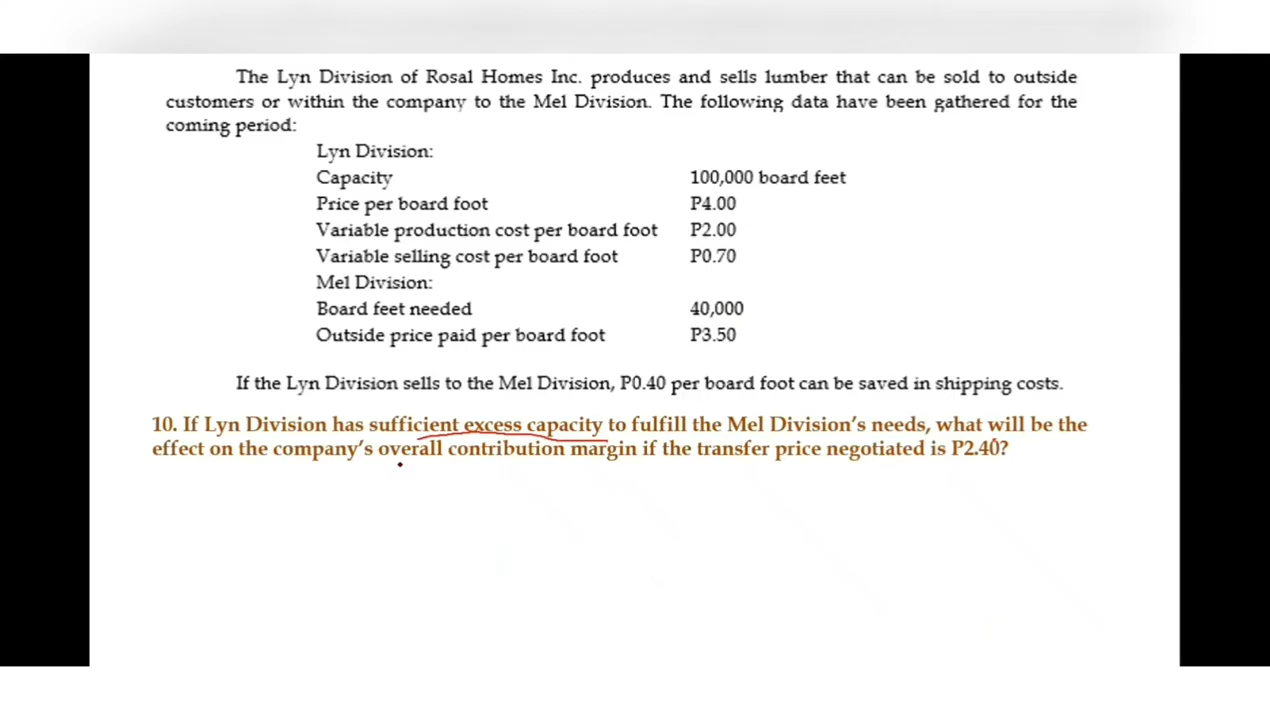 The Lyn Division of Rosal Homes Inc. produces and sells lumber that can be sold to outside
customers or within the company to the Mel Division. The following data have been gathered for the
coming period:
Lyn Division:
Capacity 100,000 board feet
Price per board foot P4.00
Variable production cost per board foot P2.00
Variable selling cost per board foot P0.70
Mel Division:
Board feet needed 40,000
Outside price paid per board foot P3.50
If the Lyn Division sells to the Mel Division, P0.40 per board foot can be saved in shipping costs.
10. If Lyn Division has sufficient excess capacity to fulfill the Mel Division's needs, what will be the
effect on the company's overall contribution margin if the transfer price negotiated is P2.40?